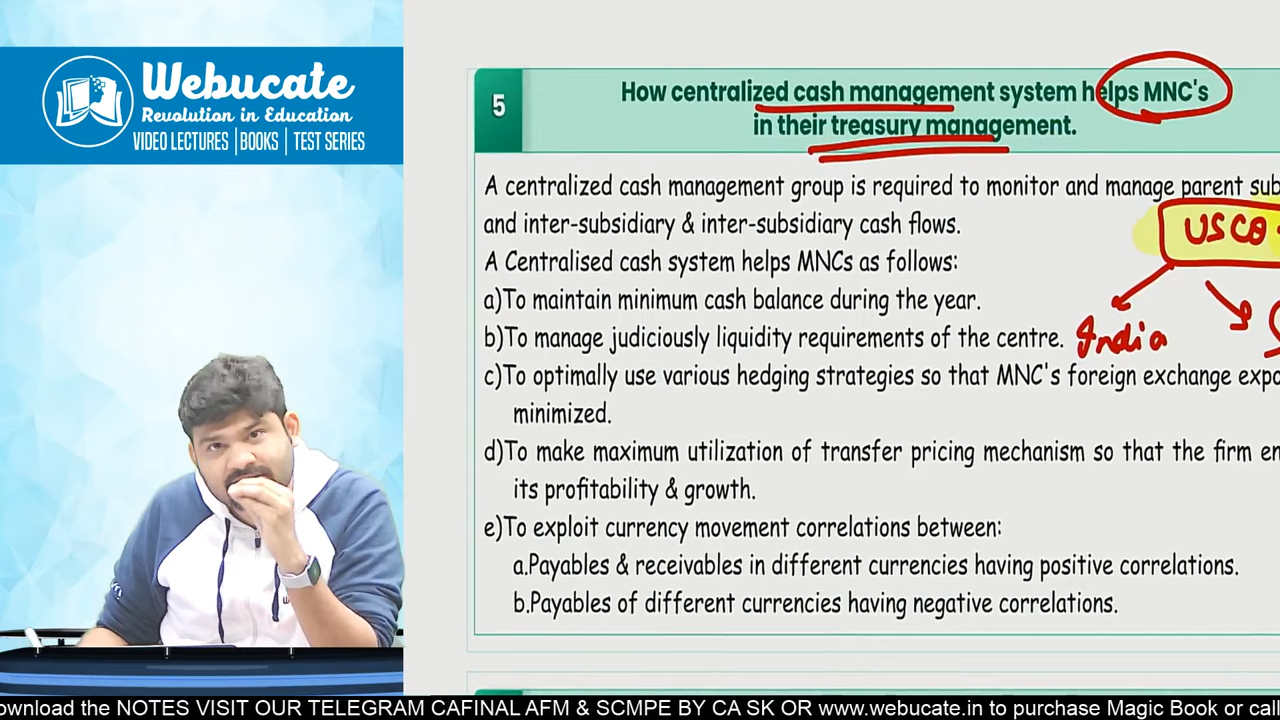 Webucate
Revolution in Education
VIDEO LECTURES | BOOKS | TEST SERIES
5
How centralized cash management system helps MNC's
in their treasury management.
A centralized cash management group is required to monitor and manage parent sub
and inter-subsidiary & inter-subsidiary cash flows.
USCO
A Centralised cash system helps MNCs as follows:
a)To maintain minimum cash balance during the year.
b)To manage judiciously liquidity requirements of the centre.
India
c)To optimally use various hedging strategies so that MNC's foreign exchange expo
minimized.
d)To make maximum utilization of transfer pricing mechanism so that the firm en
its profitability & growth.
e)To exploit currency movement correlations between:
a.Payables & receivables in different currencies having positive correlations.
b.Payables of different currencies having negative correlations.
ownload the NOTES VISIT OUR TELEGRAM CAFINAL AFM & SCMPE BY CA SK OR www.webucate.in to purchase Magic Book or call